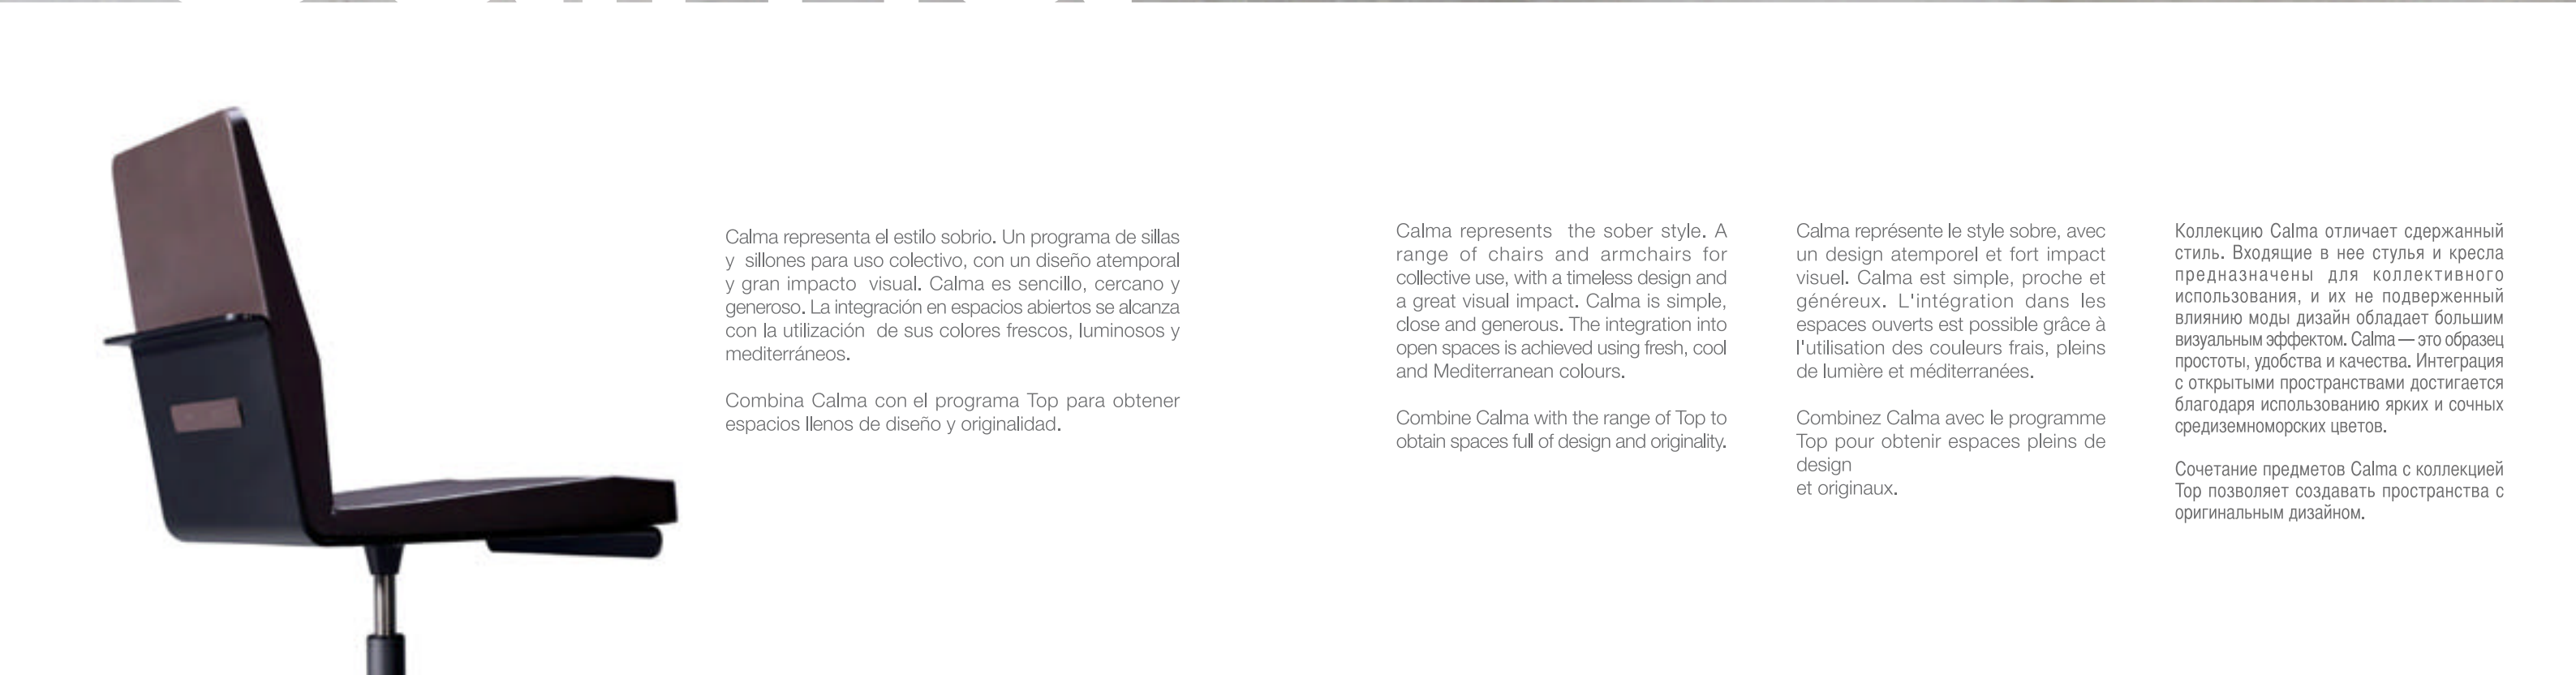 Calma representa el estilo sobrio. Un programa de sillas
y sillones para uso colectivo, con un diseño atemporal
y gran impacto visual. Calma es sencillo, cercano y
generoso. La integración en espacios abiertos se alcanza
con la utilización de sus colores frescos, luminosos y
mediterráneos.
Combina Calma con el programa Top para obtener
espacios llenos de diseño y originalidad.
Calma represents the sober style. A
range of chairs and armchairs for
collective use, with a timeless design and
a great visual impact. Calma is simple,
close and generous. The integration into
open spaces is achieved using fresh, cool
and Mediterranean colours.
Combine Calma with the range of Top to
obtain spaces full of design and originality.
Calma représente le style sobre, avec
un design atemporel et fort impact
visuel. Calma est simple, proche et
généreux. L'intégration dans les
espaces ouverts est possible grâce à
l'utilisation des couleurs frais, pleins
de lumière et méditerranées.
Combinez Calma avec le programme
Top pour obtenir espaces pleins de
design
et originaux.
Коллекцию Calma отличает сдержанный
стиль. Входящие в нее стулья и кресла
предназначены для коллективного
использования, и их не подверженный
влиянию моды дизайн обладает большим
визуальным эффектом. Calma — это образец
простоты, удобства и качества. Интеграция
с открытыми пространствами достигается
благодаря использованию ярких и сочных
средиземноморских цветов.
Сочетание предметов Calma с коллекцией
Top позволяет создавать пространства с
оригинальным дизайном.